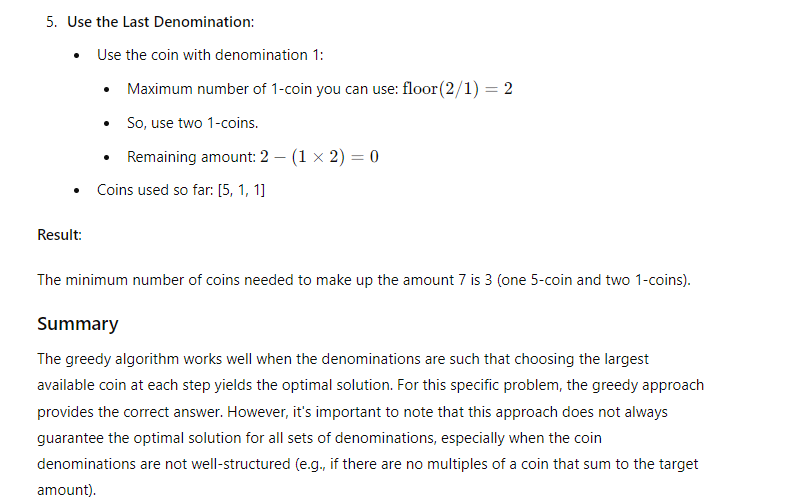 5. Use the Last Denomination:
• Use the coin with denomination 1:
• Maximum number of 1-coin you can use: floor(2/1) = 2
• So, use two 1-coins.
• Remaining amount: 2 − (1 × 2) = 0
• Coins used so far: [5, 1, 1]
Result:
The minimum number of coins needed to make up the amount 7 is 3 (one 5-coin and two 1-coins).
Summary
The greedy algorithm works well when the denominations are such that choosing the largest
available coin at each step yields the optimal solution. For this specific problem, the greedy approach
provides the correct answer. However, it's important to note that this approach does not always
guarantee the optimal solution for all sets of denominations, especially when the coin
denominations are not well-structured (e.g., if there are no multiples of a coin that sum to the target
amount).